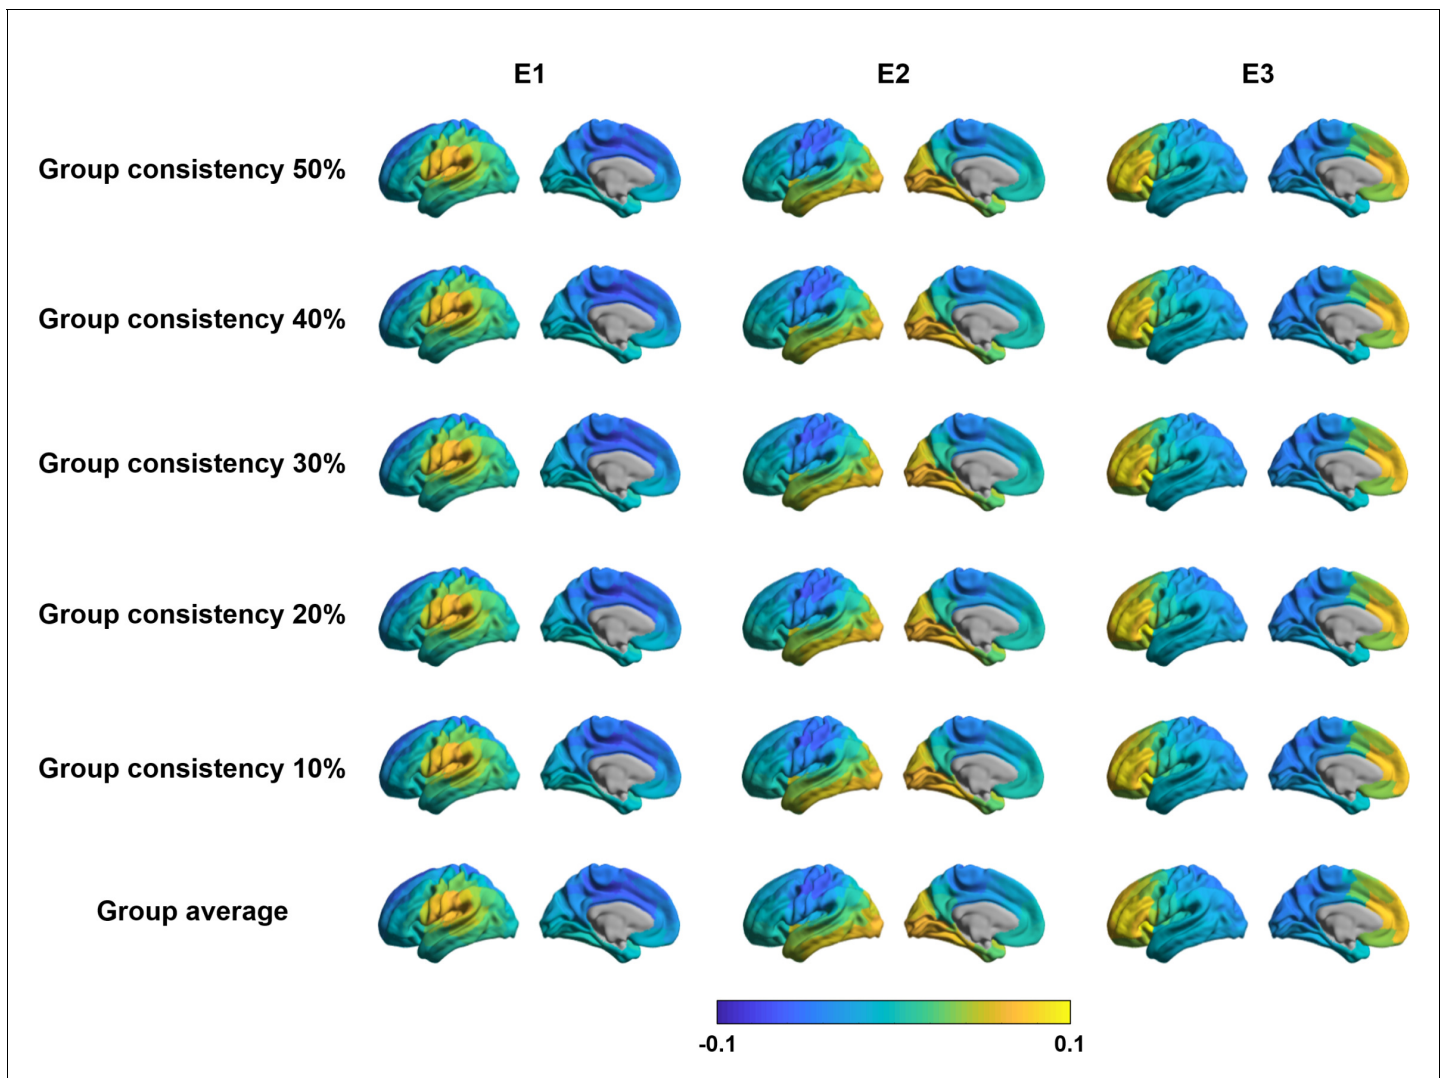 E1 E2 E3
Group consistency 50%
Group consistency 40%
Group consistency 30%
Group consistency 20%
Group consistency 10%
Group average
-0.1 0.1